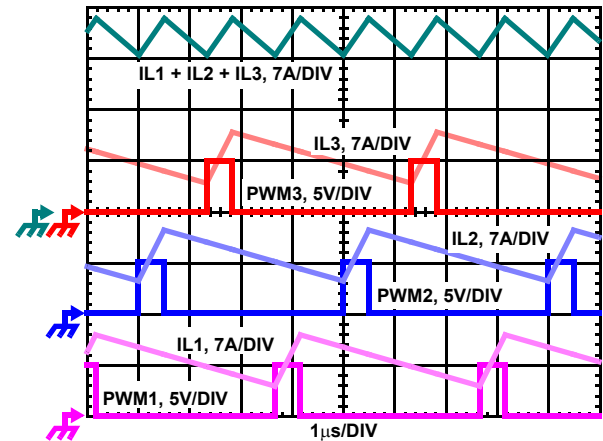 IL1 + IL2 + IL3, 7A/DIV
IL3, 7A/DIV
PWM3, 5V/DIV
IL2, 7A/DIV
PWM2, 5V/DIV
IL1, 7A/DIV
PWM1, 5V/DIV
1μs/DIV